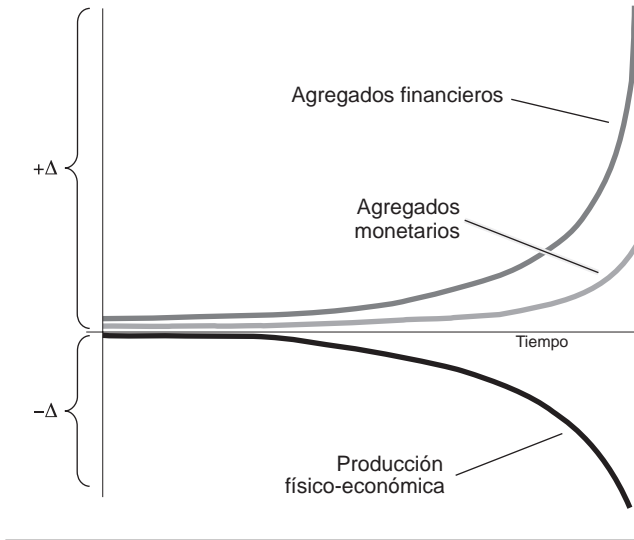 Agregados financieros
+Δ
Agregados
monetarios
Tiempo
−Δ
Producción
físico-económica